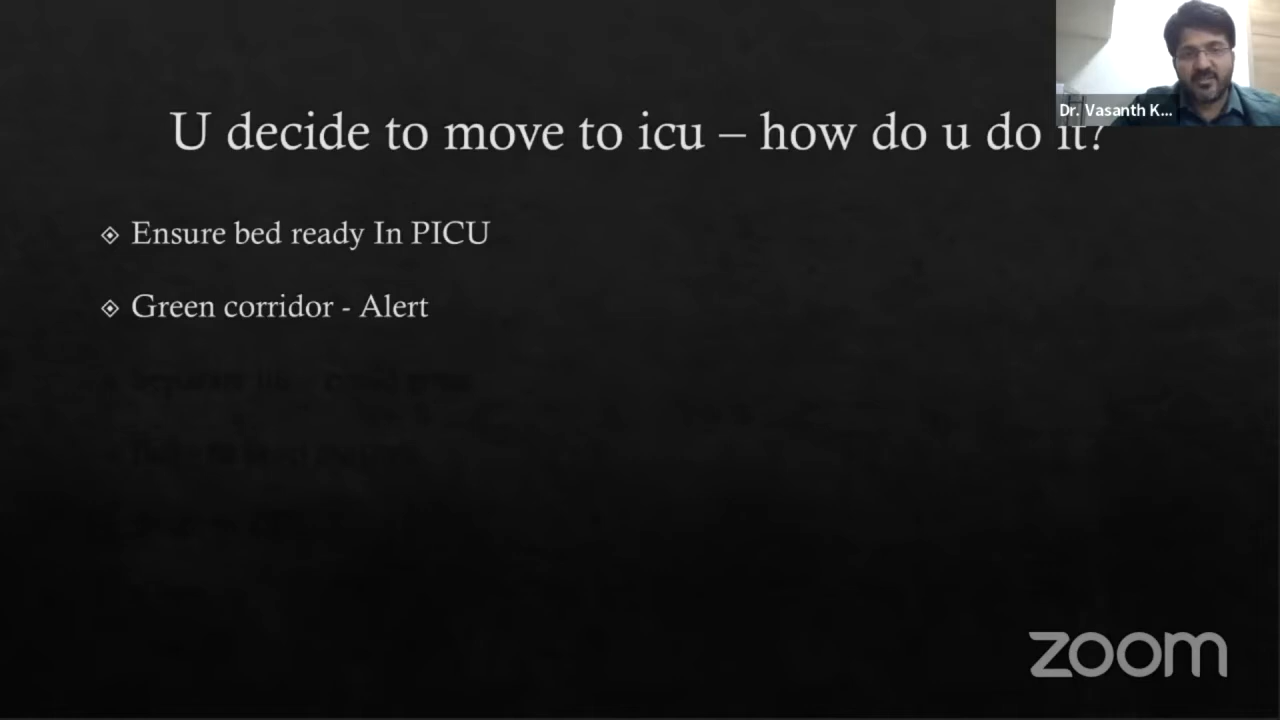 U decide to move to icu – how do u do it?
Dr. Vasanth K...
Ensure bed ready In PICU
Green corridor - Alert
zoom